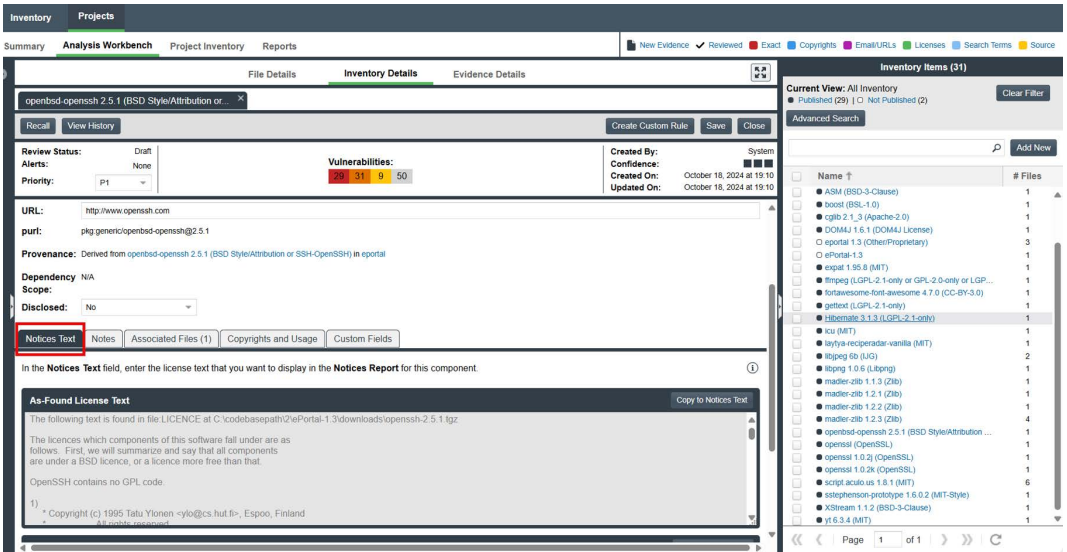 Inventory Projects
Summary Analysis Workbench Project Inventory Reports
New Evidence Reviewed Exact Copyrights Email/URLs Licenses Search Terms Source
File Details Inventory Details Evidence Details
openbsd-openssh 2.5.1 (BSD Style/Attribution or... ×
Recall View History Create Custom Rule Save Close
Review Status: Draft
Alerts: None
Priority: P1
Vulnerabilities:
29 31 9 50
Created By: System
Confidence:
Created On: October 18, 2024 at 19:10
Updated On: October 18, 2024 at 19:10
URL: http://www.openssh.com
purl: pkg:generic/openbsd-openssh@2.5.1
Provenance: Derived from openbsd-openssh 2.5.1 (BSD Style/Attribution or SSH-OpenSSH) in eportal
Dependency N/A
Scope:
Disclosed: No
Notices Text Notes Associated Files (1) Copyrights and Usage Custom Fields
In the Notices Text field, enter the license text that you want to display in the Notices Report for this component.
As-Found License Text Copy to Notices Text
The following text is found in file LICENCE at C:\codebasepath\2\ePortal-1.3\downloads\openssh-2.5.1.tgz
The licences which components of this software fall under are as
follows. First, we will summarize and say that all components
are under a BSD licence, or a licence more free than that.
OpenSSH contains no GPL code.
1)
* Copyright (c) 1995 Tatu Ylonen <ylo@cs.hut.fi>, Espoo, Finland
* All rights reserved
Inventory Items (31)
Current View: All Inventory
Published (29) | Not Published (2)
Clear Filter
Advanced Search
Add New
Name ↑ # Files
ASM (BSD-3-Clause) 1
boost (BSL-1.0) 1
cglib 2.1_3 (Apache-2.0) 1
DOM4J 1.6.1 (DOM4J License) 1
eportal 1.3 (Other/Proprietary) 3
ePortal-1.3 1
expat 1.95.8 (MIT) 1
ffmpeg (LGPL-2.1-only or GPL-2.0-only or LGP... 1
fortawesome-font-awesome 4.7.0 (CC-BY-3.0) 1
gettext (LGPL-2.1-only) 1
Hibernate 3.1.3 (LGPL-2.1-only) 1
icu (MIT) 1
laytya-reciperadar-vanilla (MIT) 1
libjpeg 6b (IJG) 2
libpng 1.0.6 (Libpng) 1
madler-zlib 1.1.3 (Zlib) 1
madler-zlib 1.2.1 (Zlib) 1
madler-zlib 1.2.2 (Zlib) 1
madler-zlib 1.2.3 (Zlib) 4
openbsd-openssh 2.5.1 (BSD Style/Attribution ... 1
openssl (OpenSSL) 1
openssl 1.0.2j (OpenSSL) 1
openssl 1.0.2k (OpenSSL) 1
script.aculo.us 1.8.1 (MIT) 6
sstephenson-prototype 1.6.0.2 (MIT-Style) 1
XStream 1.1.2 (BSD-3-Clause) 1
yt 6.3.4 (MIT) 1
Page 1 of 1